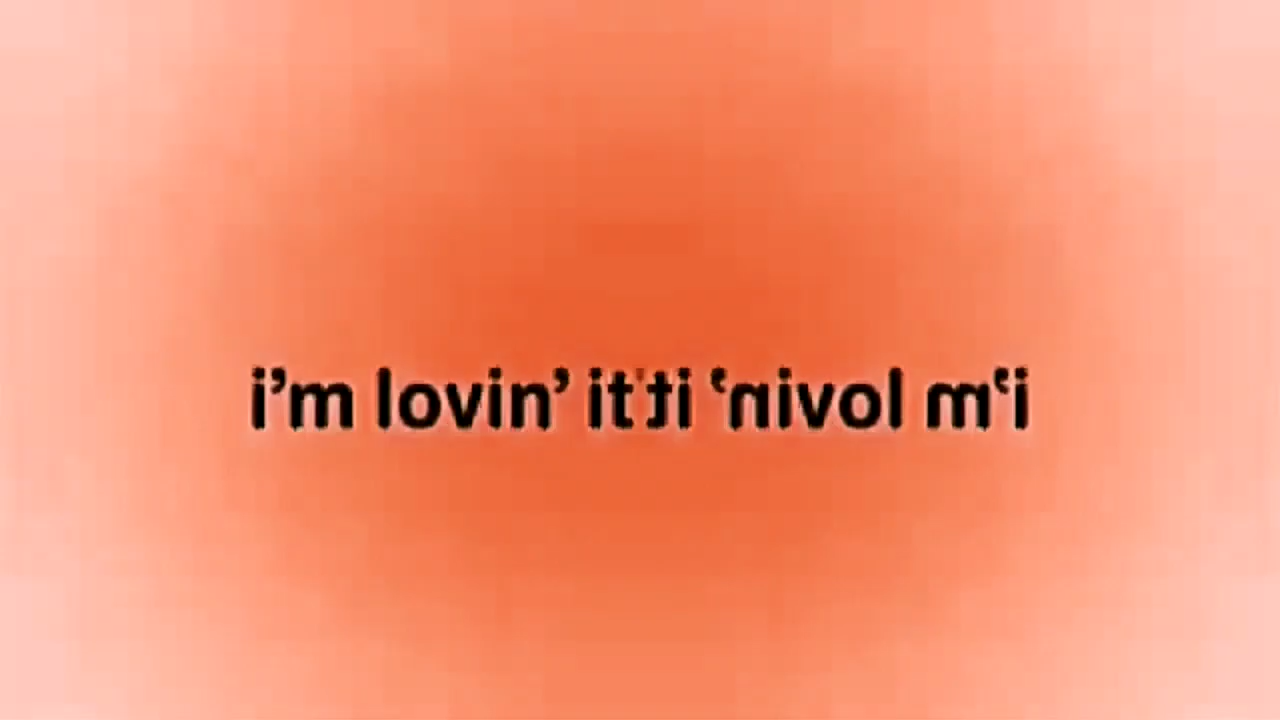 i’m lovin’ itti ‘nivol m‘i